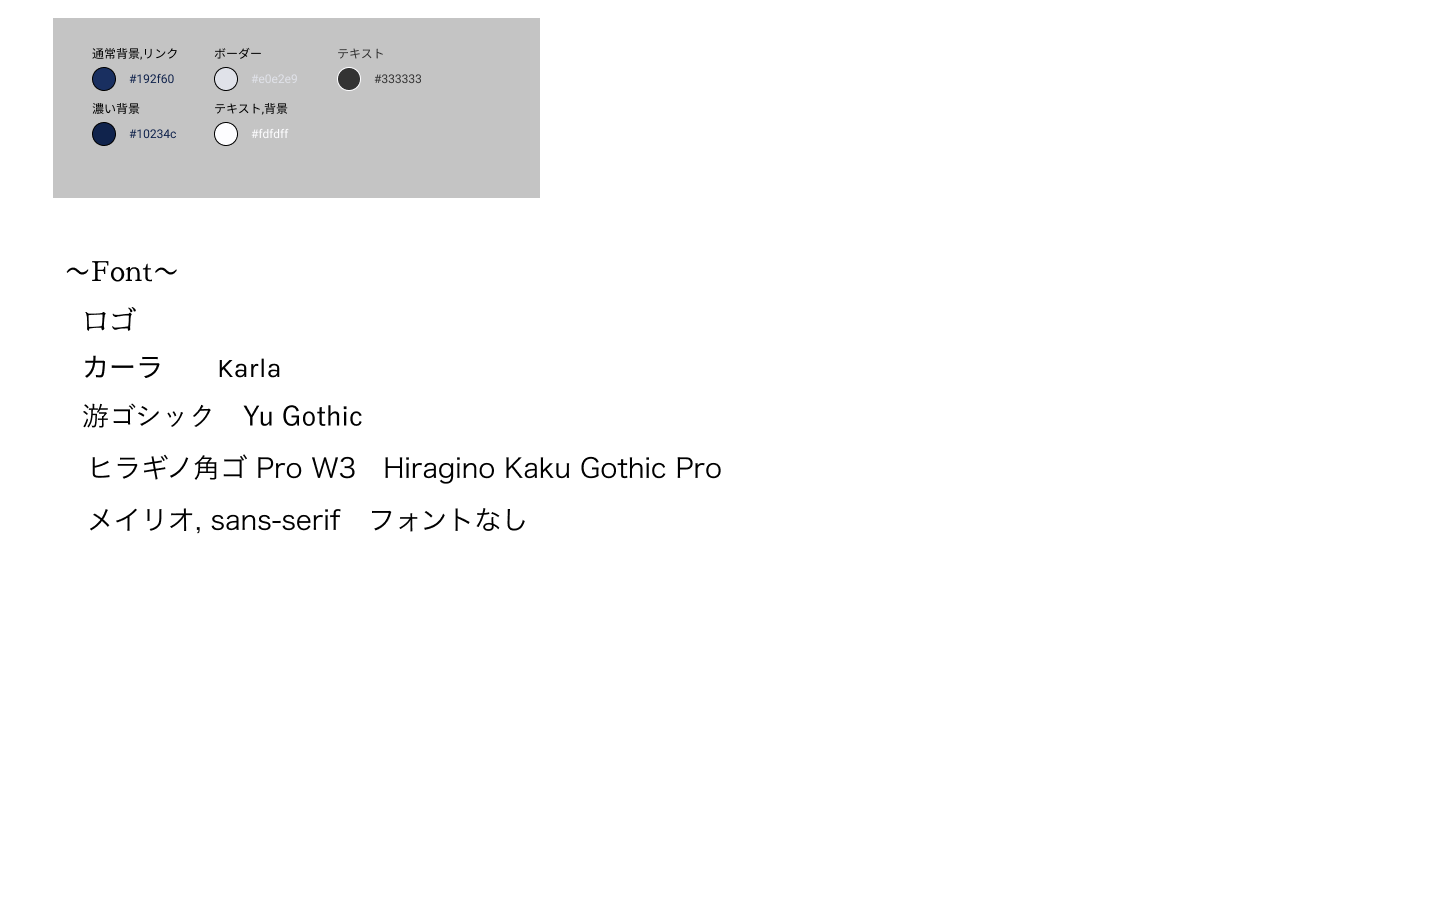 通常背景,リンク
#192f60
ボーダー
#e0e2e9
テキスト
#333333
濃い背景
#10234c
テキスト,背景
#fdfdff
〜Font〜
ロゴ
カーラ　　Karla
游ゴシック　Yu Gothic
ヒラギノ角ゴ Pro W3　Hiragino Kaku Gothic Pro
メイリオ, sans-serif　フォントなし